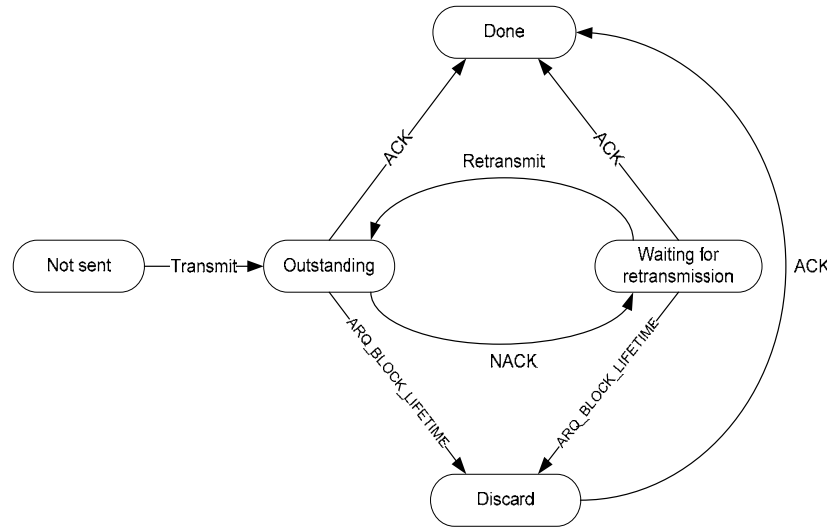 Done
ACK
ACK
Retransmit
Not sent
Transmit
Outstanding
Waiting for
retransmission
ACK
NACK
ARQ_BLOCK_LIFETIME
ARQ_BLOCK_LIFETIME
Discard